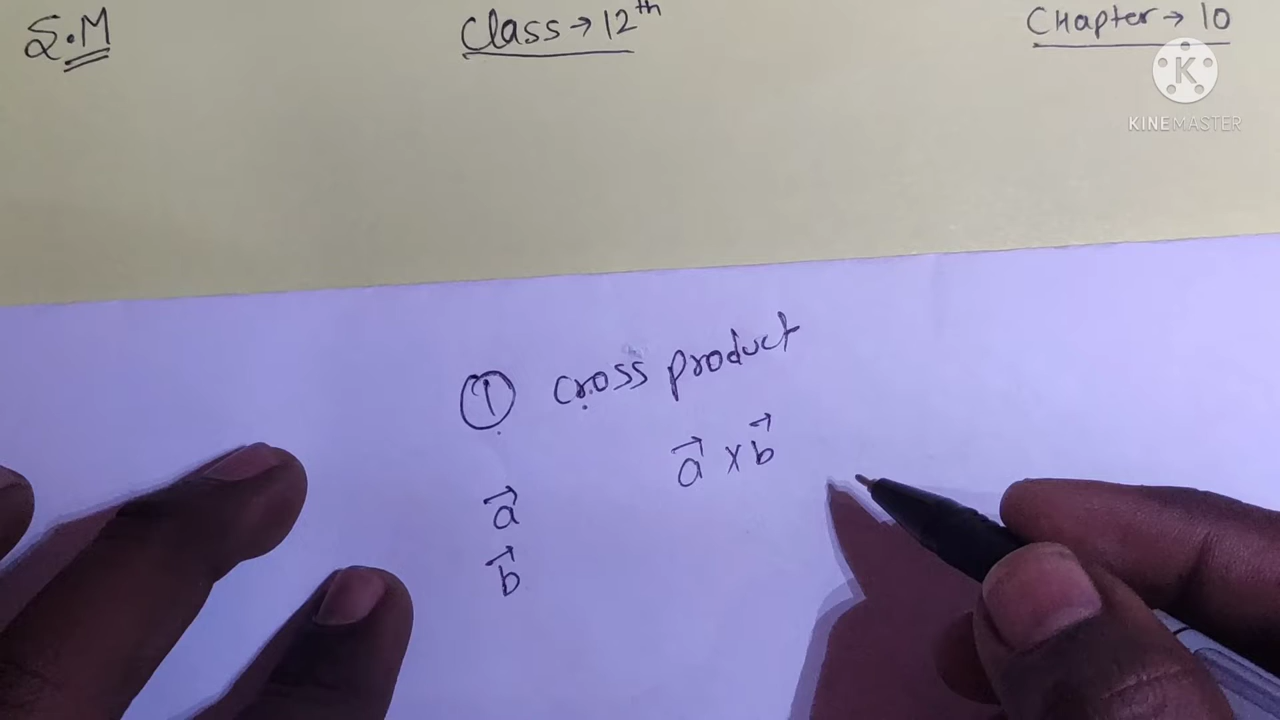 S.M
Class → 12th
Chapter → 10
KINEMASTER
① cross product
a⃗ × b⃗
a⃗
b⃗